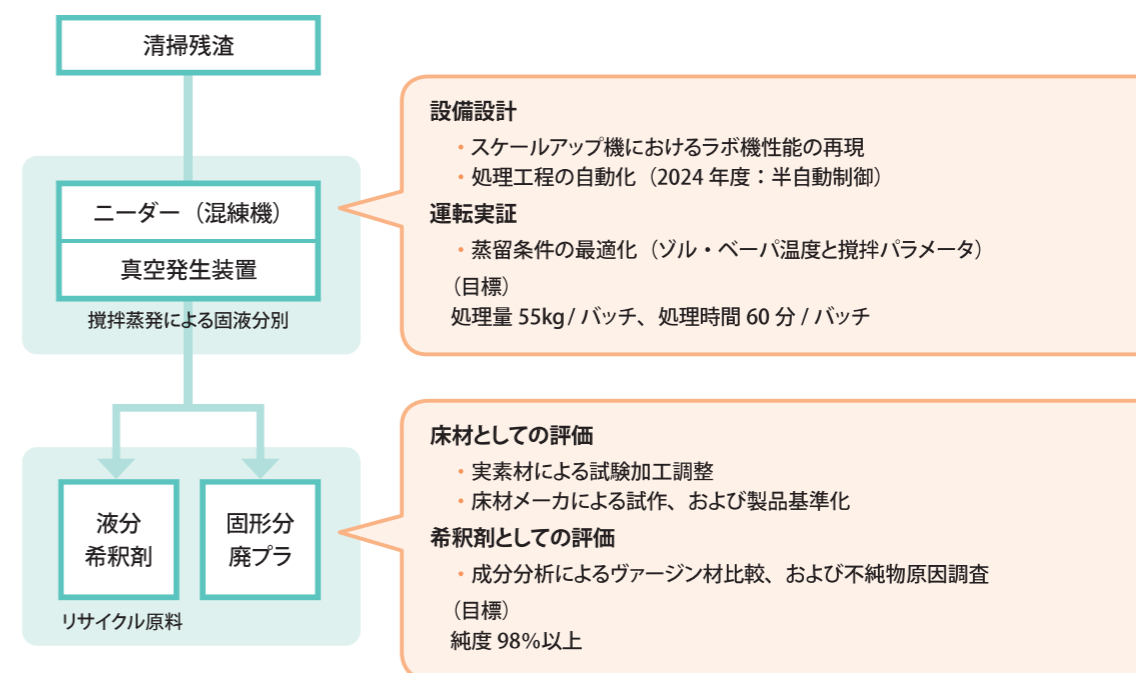 清掃残渣
ニーダー（混練機）
真空発生装置
撹拌蒸発による固液分別
設備設計
・スケールアップ機におけるラボ機性能の再現
・処理工程の自動化（2024 年度：半自動制御）
運転実証
・蒸留条件の最適化（ゾル・ベーパ温度と撹拌パラメータ）
（目標）
処理量 55kg / バッチ、処理時間 60 分 / バッチ
液分
希釈剤
固形分
廃プラ
リサイクル原料
床材としての評価
・実素材による試験加工調整
・床材メーカによる試作、および製品基準化
希釈剤としての評価
・成分分析によるヴァージン材比較、および不純物原因調査
（目標）
純度 98%以上